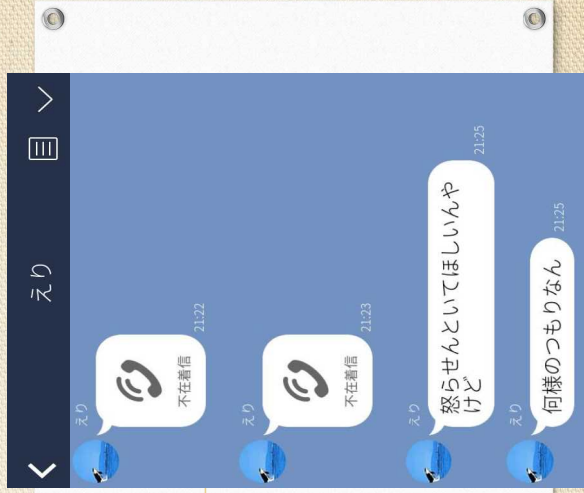 えり
えり
不在着信
21:22
不在着信
21:23
えり
怒らせんといてほしいんや
けど
21:25
えり
何様のつもりなん
21:25